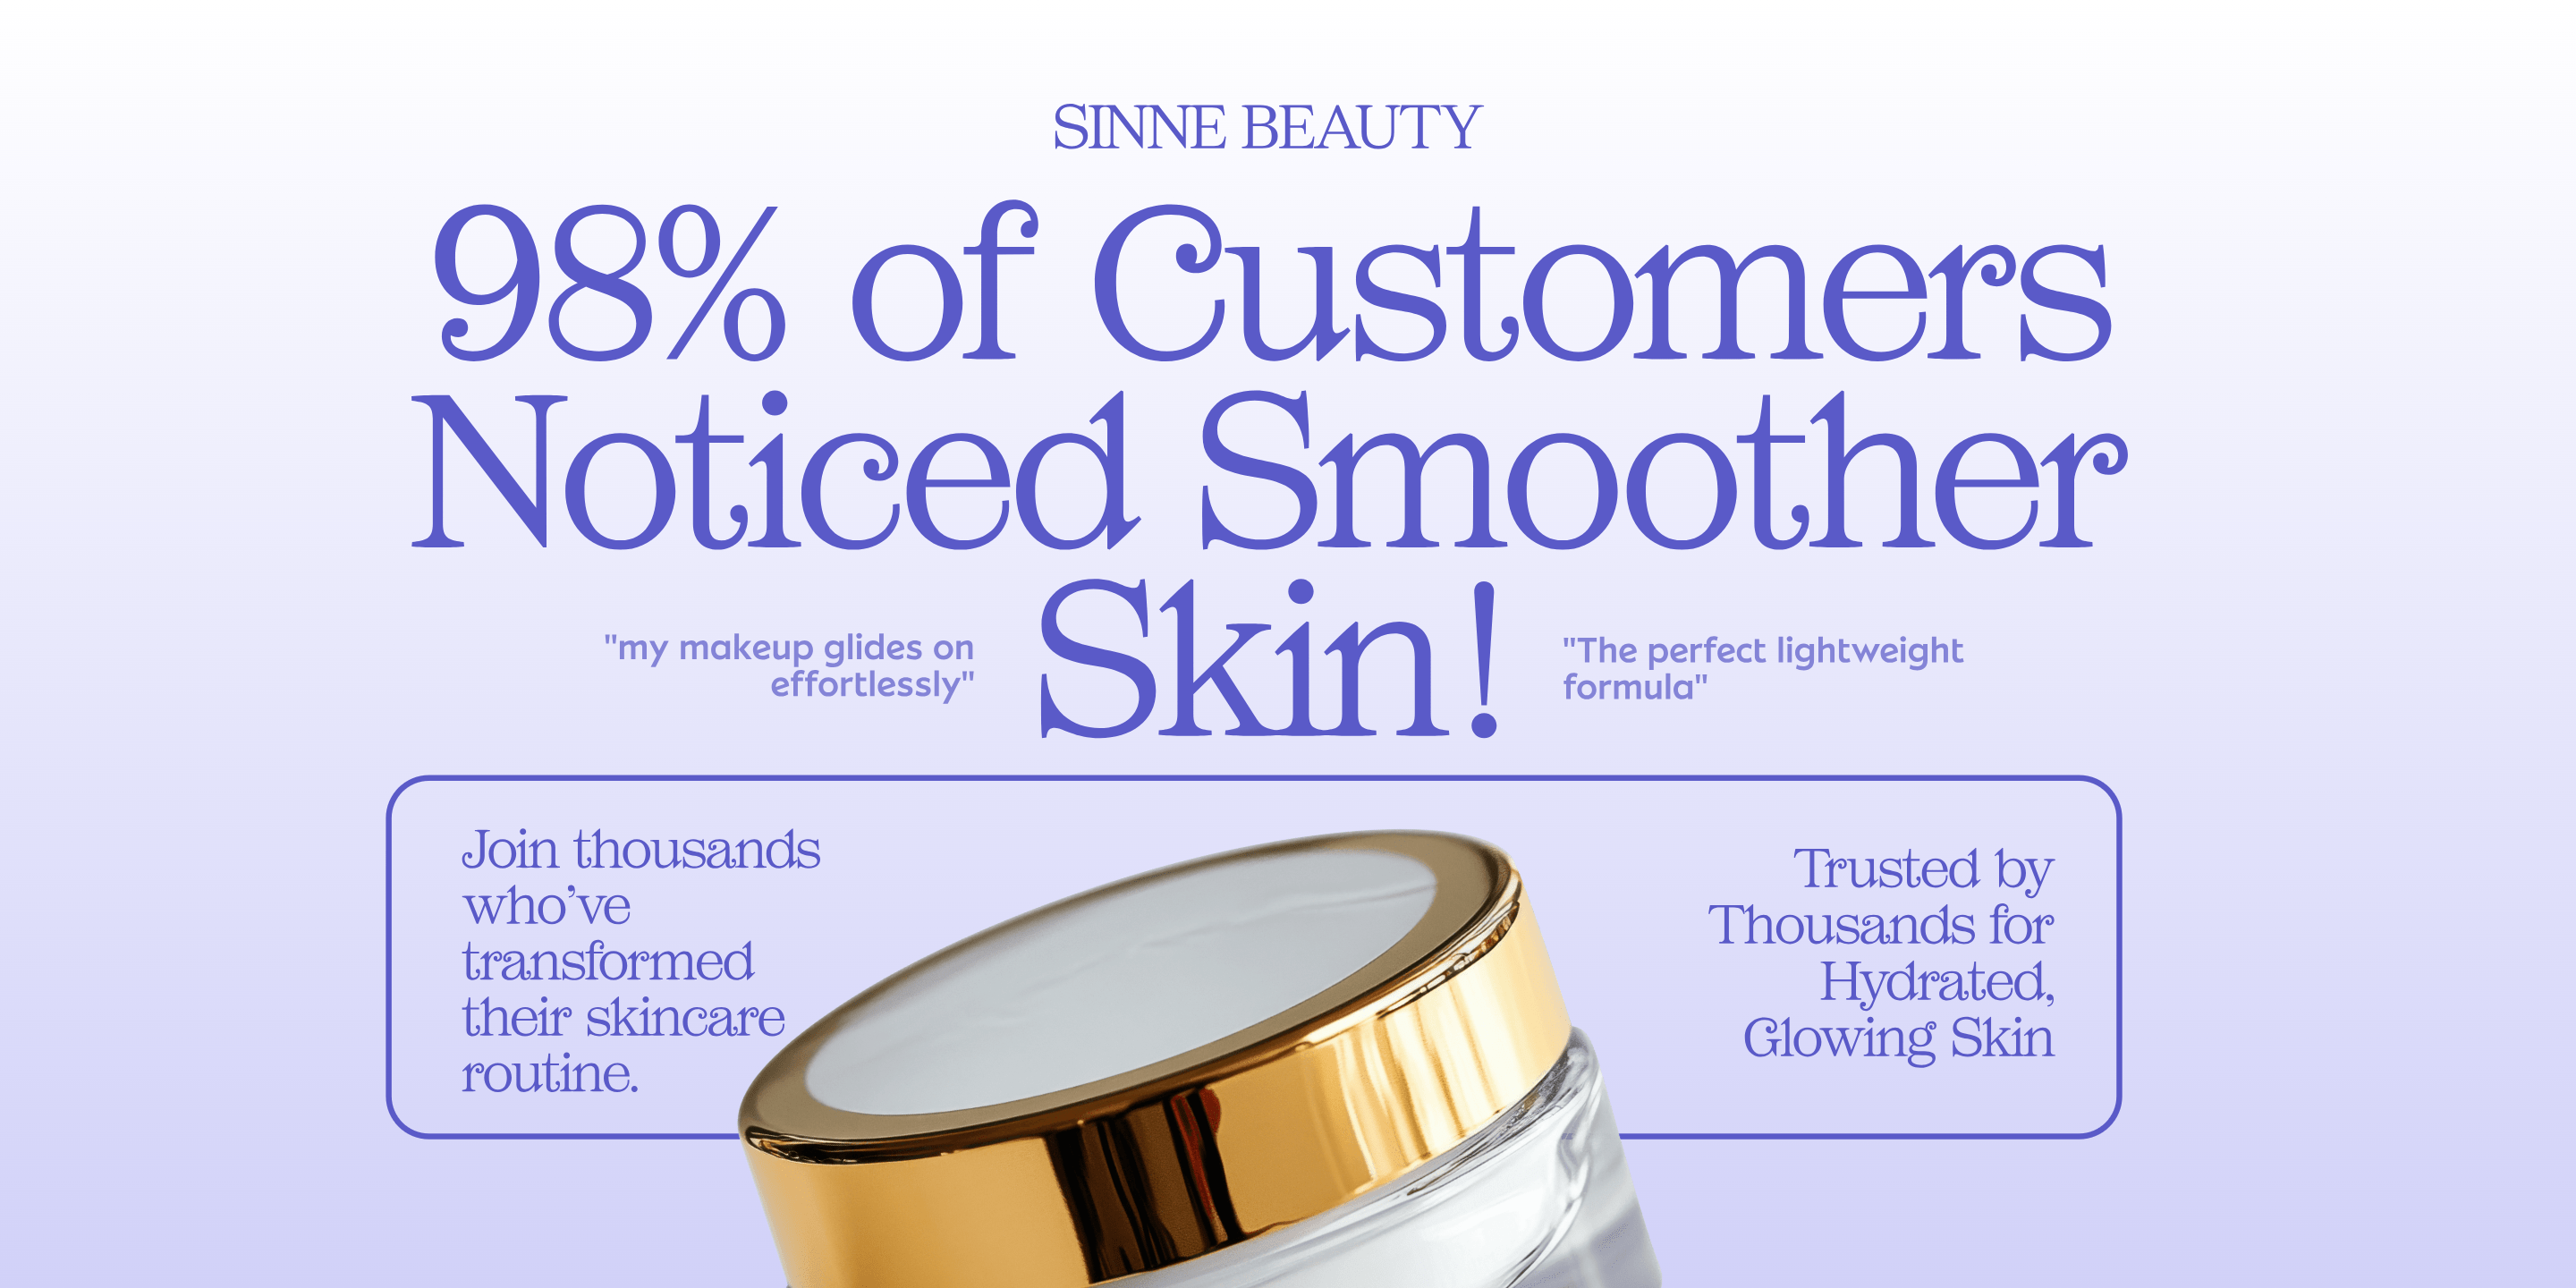 SINNE BEAUTY
98% of Customers
Noticed Smoother
Skin!
"my makeup glides on
effortlessly"
"The perfect lightweight
formula"
Join thousands
who’ve
transformed
their skincare
routine.
Trusted by
Thousands for
Hydrated,
Glowing Skin